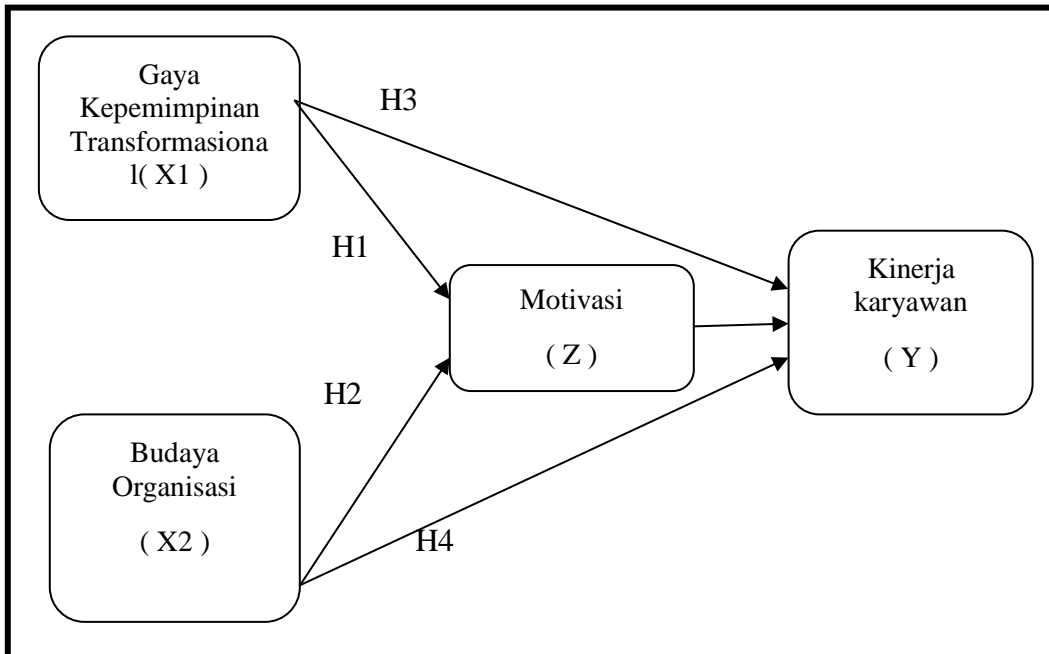 Gaya
Kepemimpinan
Transformasiona
l( X1 )
H3
H1
Motivasi
( Z )
Kinerja
karyawan
( Y )
H2
Budaya
Organisasi
( X2 )
H4